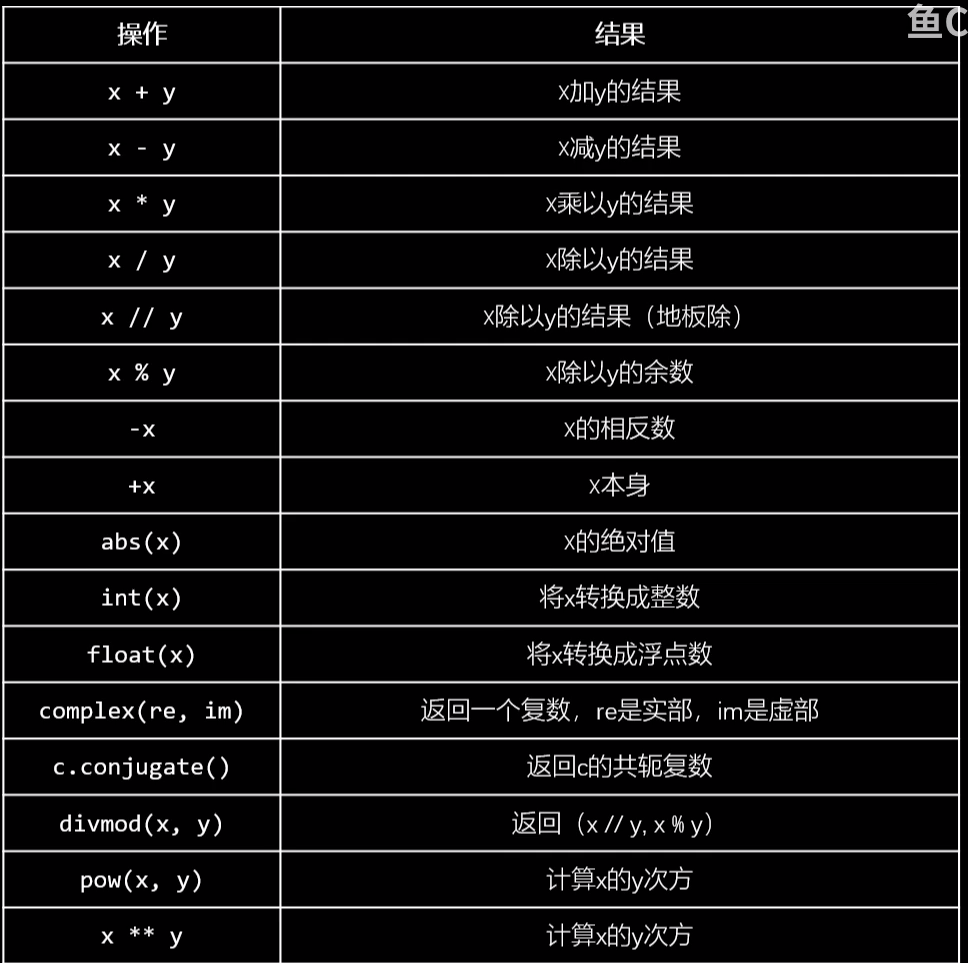 鱼C
操作 结果
x + y x加y的结果
x - y x减y的结果
x * y x乘以y的结果
x / y x除以y的结果
x // y x除以y的结果（地板除）
x % y x除以y的余数
-x x的相反数
+x x本身
abs(x) x的绝对值
int(x) 将x转换成整数
float(x) 将x转换成浮点数
complex(re, im) 返回一个复数，re是实部，im是虚部
c.conjugate() 返回c的共轭复数
divmod(x, y) 返回（x // y, x % y）
pow(x, y) 计算x的y次方
x ** y 计算x的y次方